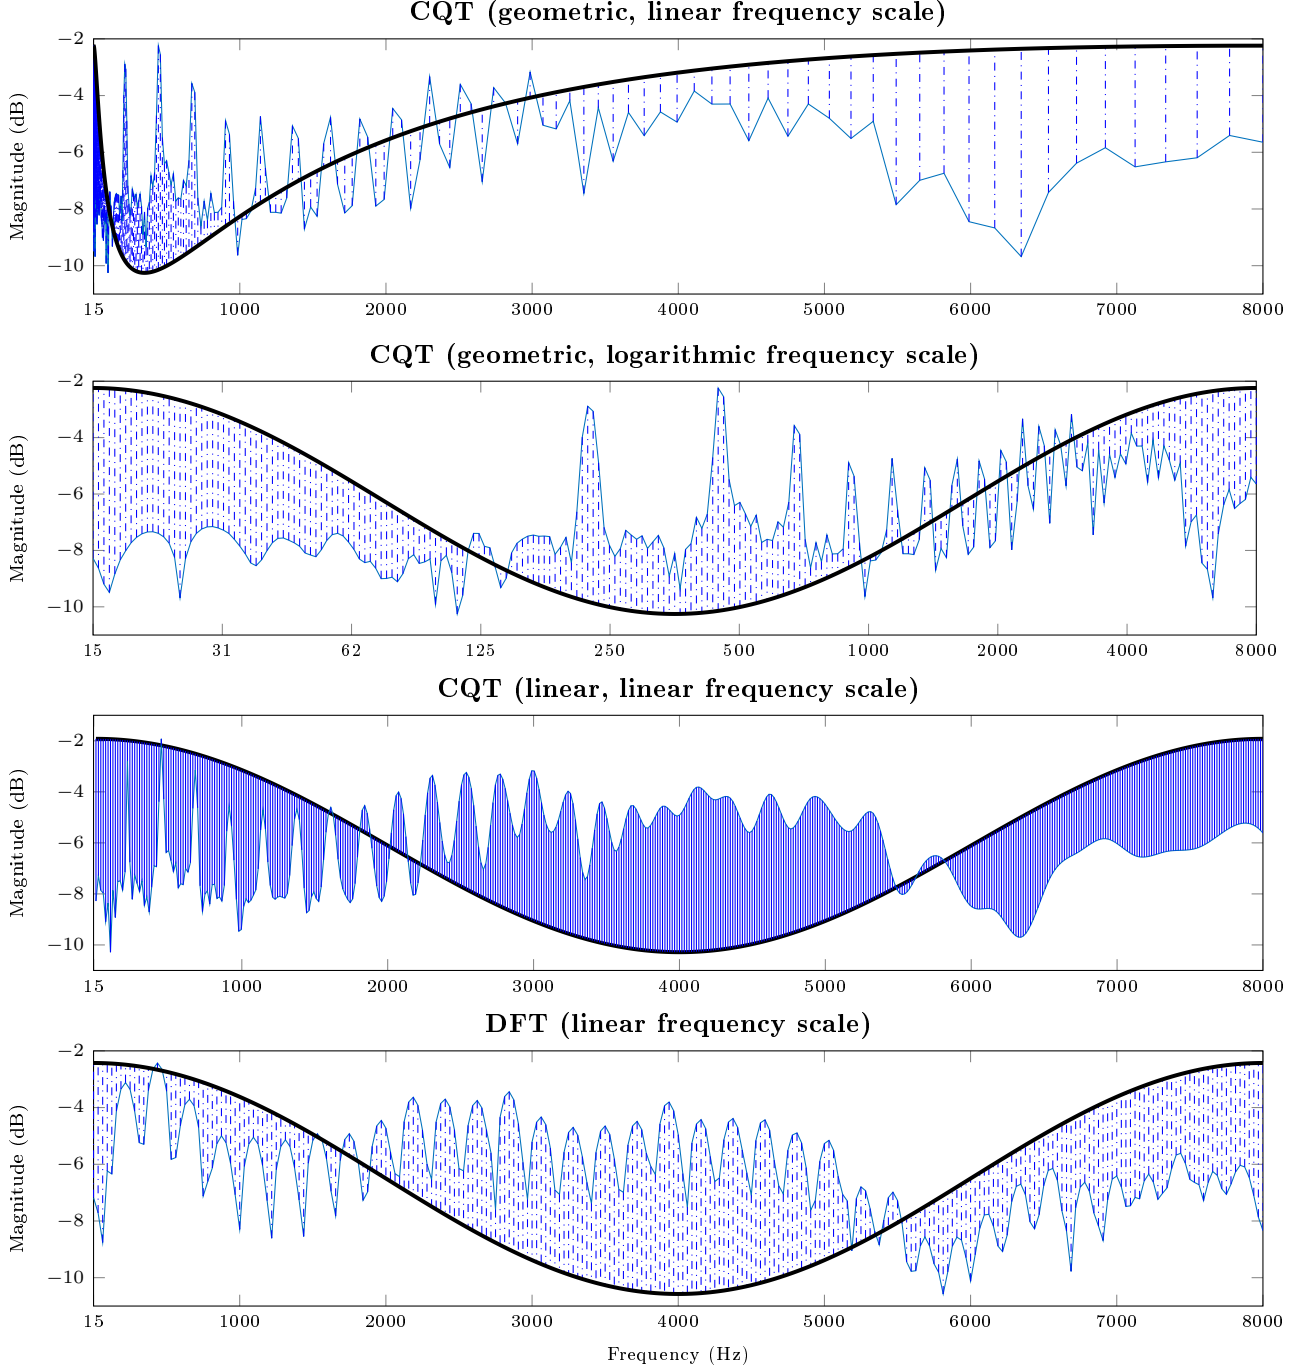 CQT (geometric, linear frequency scale)
Magnitude (dB)
−2
−4
−6
−8
−10
15 1000 2000 3000 4000 5000 6000 7000 8000
CQT (geometric, logarithmic frequency scale)
Magnitude (dB)
−2
−4
−6
−8
−10
15 31 62 125 250 500 1000 2000 4000 8000
CQT (linear, linear frequency scale)
Magnitude (dB)
−2
−4
−6
−8
−10
15 1000 2000 3000 4000 5000 6000 7000 8000
DFT (linear frequency scale)
Magnitude (dB)
−2
−4
−6
−8
−10
15 1000 2000 3000 4000 5000 6000 7000 8000
Frequency (Hz)